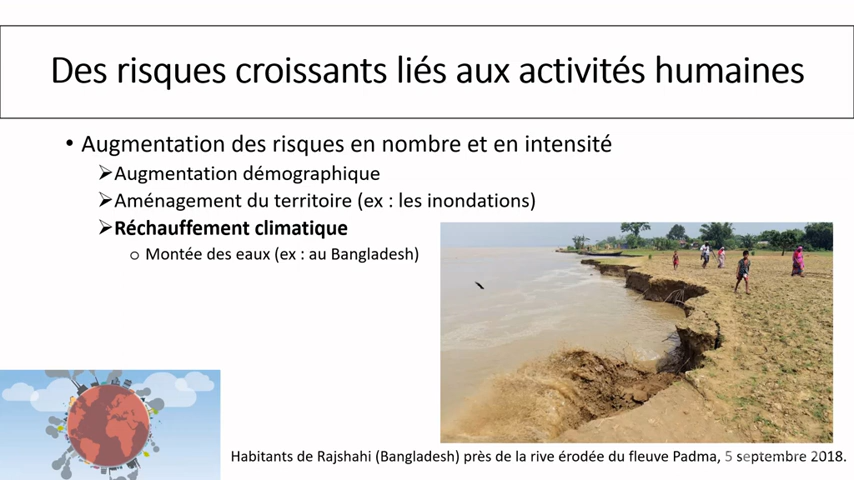 Des risques croissants liés aux activités humaines
• Augmentation des risques en nombre et en intensité
➢Augmentation démographique
➢Aménagement du territoire (ex : les inondations)
➢Réchauffement climatique
o Montée des eaux (ex : au Bangladesh)
Habitants de Rajshahi (Bangladesh) près de la rive érodée du fleuve Padma, 5 septembre 2018.